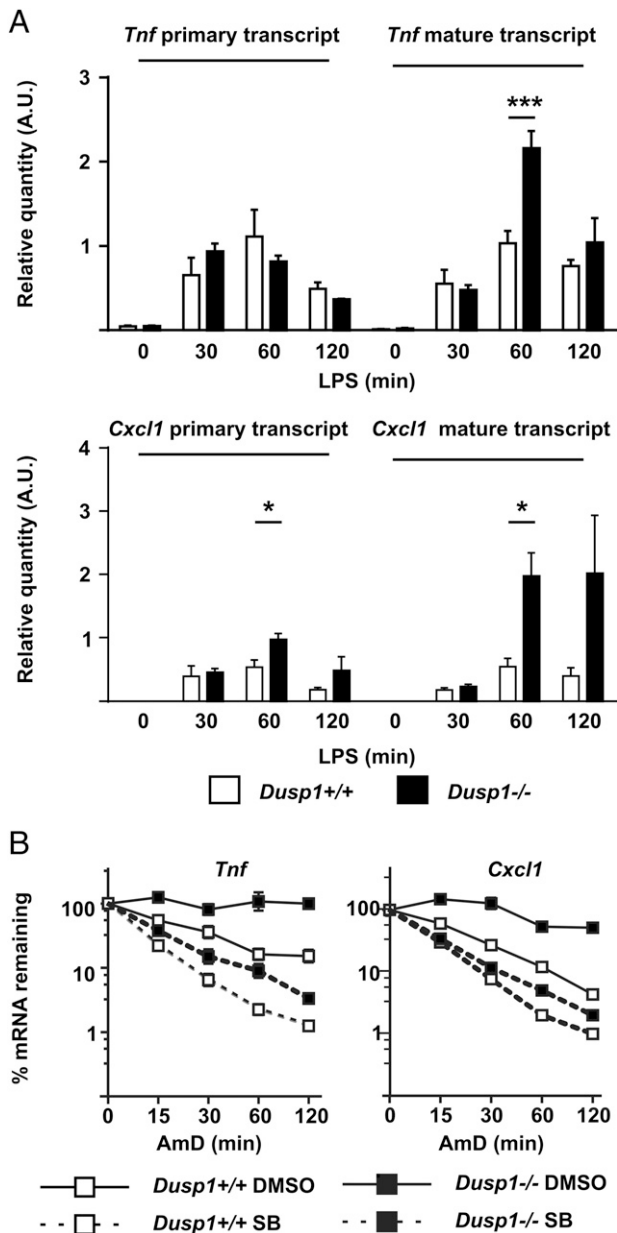 A
Tnf primary transcript Tnf mature transcript
Relative quantity (A.U.)
3
2
1
0
***
0 30 60 120 0 30 60 120
LPS (min)
Cxcl1 primary transcript Cxcl1 mature transcript
Relative quantity (A.U.)
4
3
2
1
* *
0 30 60 120 0 30 60 120
LPS (min)
Dusp1+/+ Dusp1-/-
B
Tnf Cxcl1
% mRNA remaining
100 100
10 10
1 1
0 15 30 60 120 0 15 30 60 120
AmD (min) AmD (min)
Dusp1+/+ DMSO Dusp1-/- DMSO
Dusp1+/+ SB Dusp1-/- SB